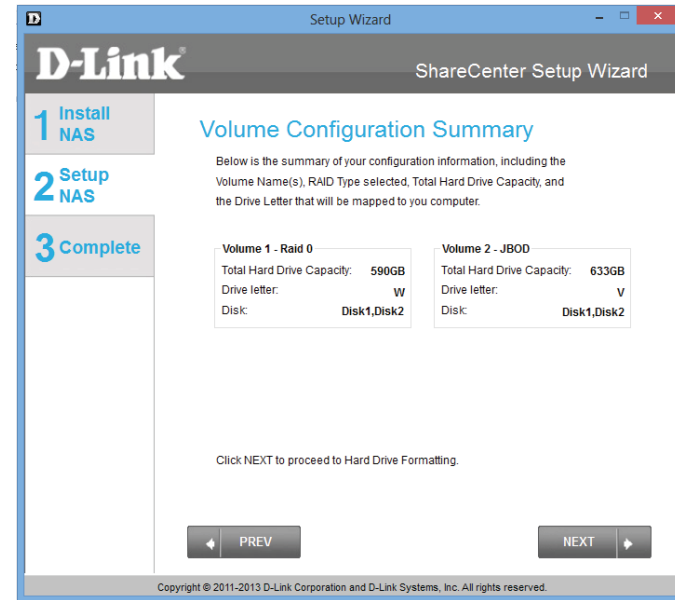 Setup Wizard
D-Link
ShareCenter Setup Wizard
1 Install
NAS
2 Setup
NAS
3 Complete
Volume Configuration Summary
Below is the summary of your configuration information, including the
Volume Name(s), RAID Type selected, Total Hard Drive Capacity, and
the Drive Letter that will be mapped to you computer.
Volume 1 - Raid 0
Total Hard Drive Capacity: 590GB
Drive letter: W
Disk: Disk1,Disk2
Volume 2 - JBOD
Total Hard Drive Capacity: 633GB
Drive letter: V
Disk: Disk1,Disk2
Click NEXT to proceed to Hard Drive Formatting.
PREV
NEXT
Copyright © 2011-2013 D-Link Corporation and D-Link Systems, Inc. All rights reserved.